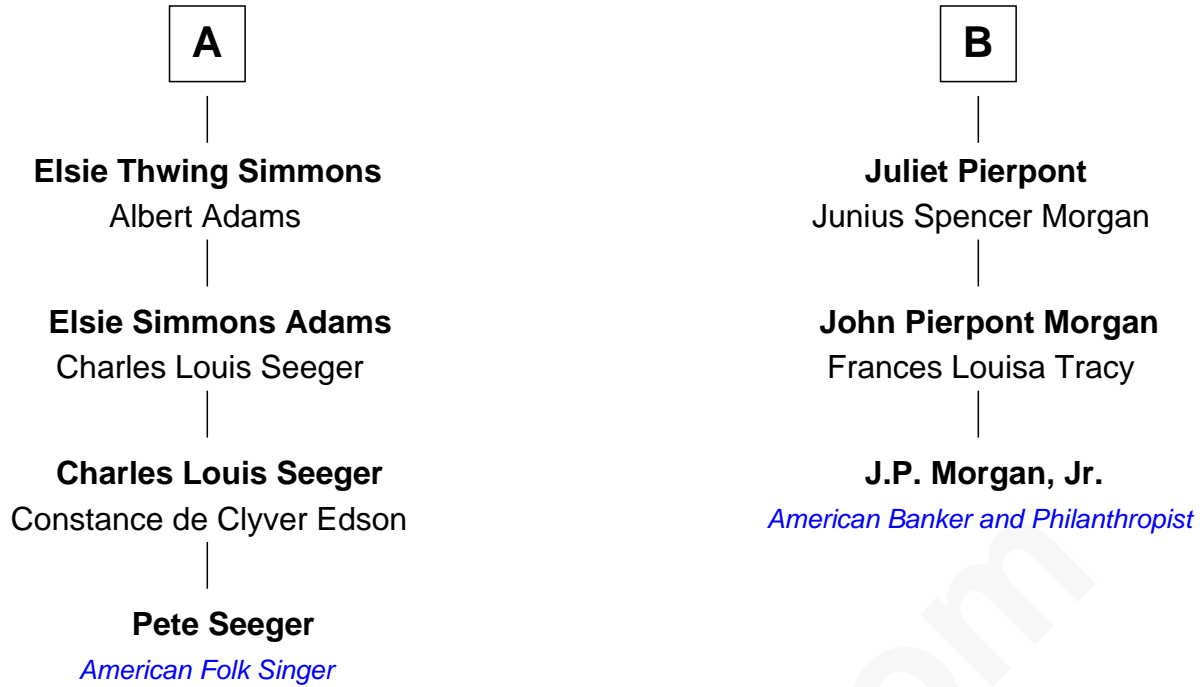 A
Elsie Thwing Simmons
Albert Adams
Elsie Simmons Adams
Charles Louis Seeger
Charles Louis Seeger
Constance de Clyver Edson
Pete Seeger
American Folk Singer
B
Juliet Pierpont
Junius Spencer Morgan
John Pierpont Morgan
Frances Louisa Tracy
J.P. Morgan, Jr.
American Banker and Philanthropist
om